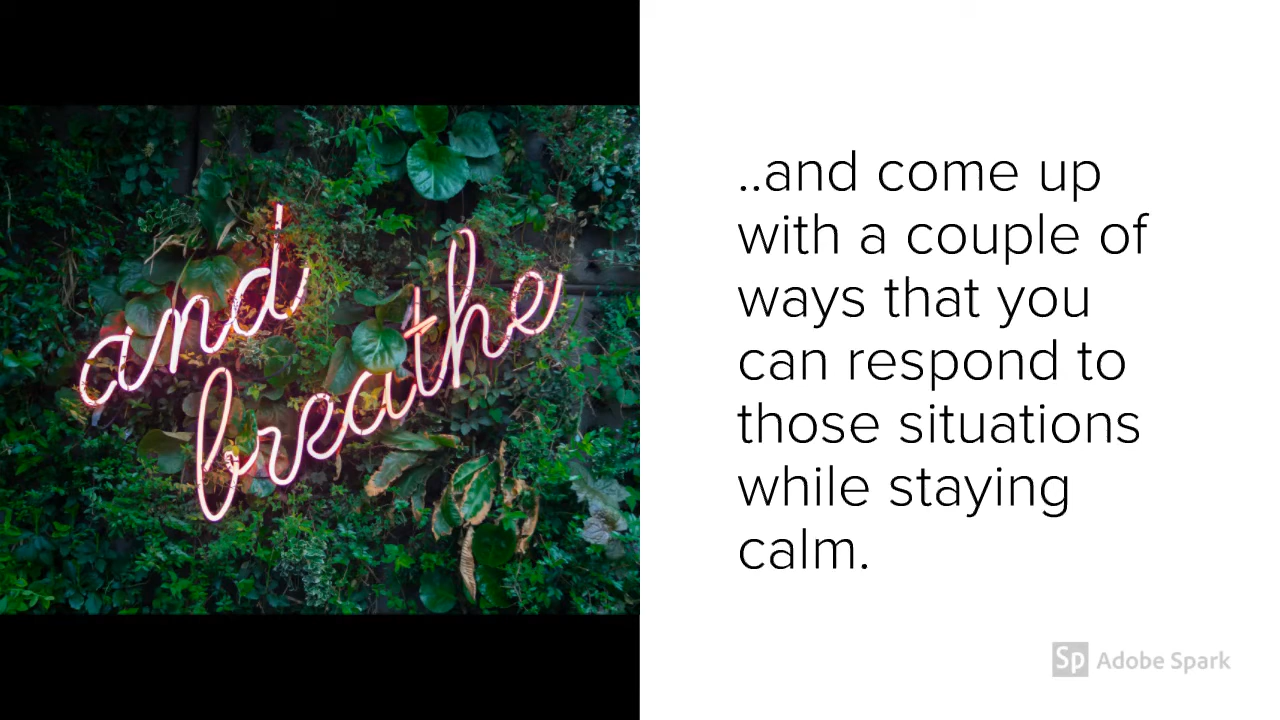 and
breathe
..and come up
with a couple of
ways that you
can respond to
those situations
while staying
calm.
Sp Adobe Spark